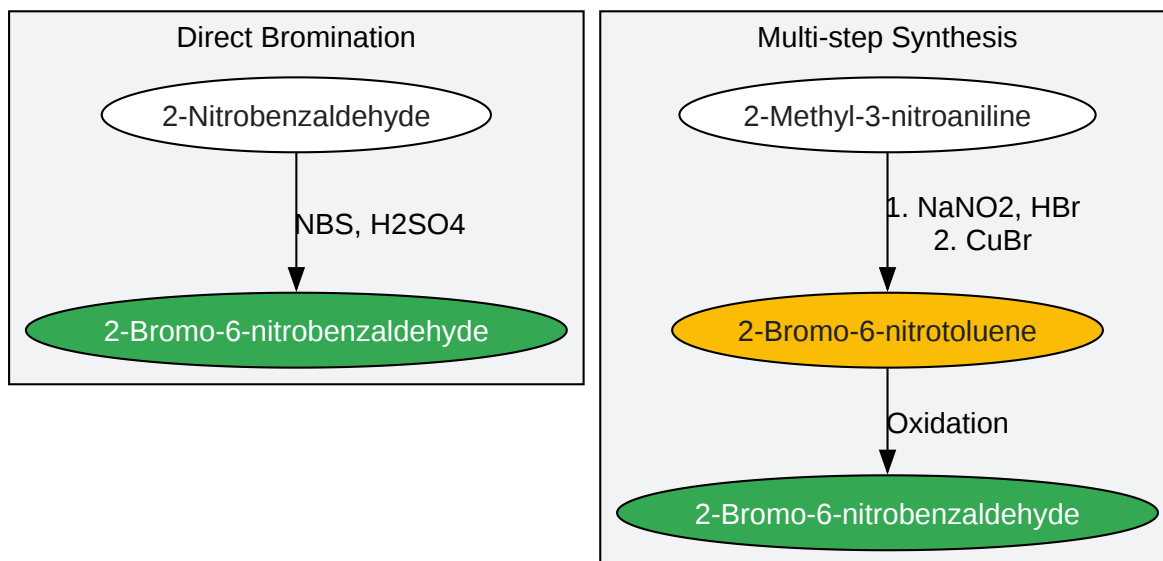 Direct Bromination
2-Nitrobenzaldehyde
NBS, H2SO4
2-Bromo-6-nitrobenzaldehyde
Multi-step Synthesis
2-Methyl-3-nitroaniline
1. NaNO2, HBr
2. CuBr
2-Bromo-6-nitrotoluene
Oxidation
2-Bromo-6-nitrobenzaldehyde